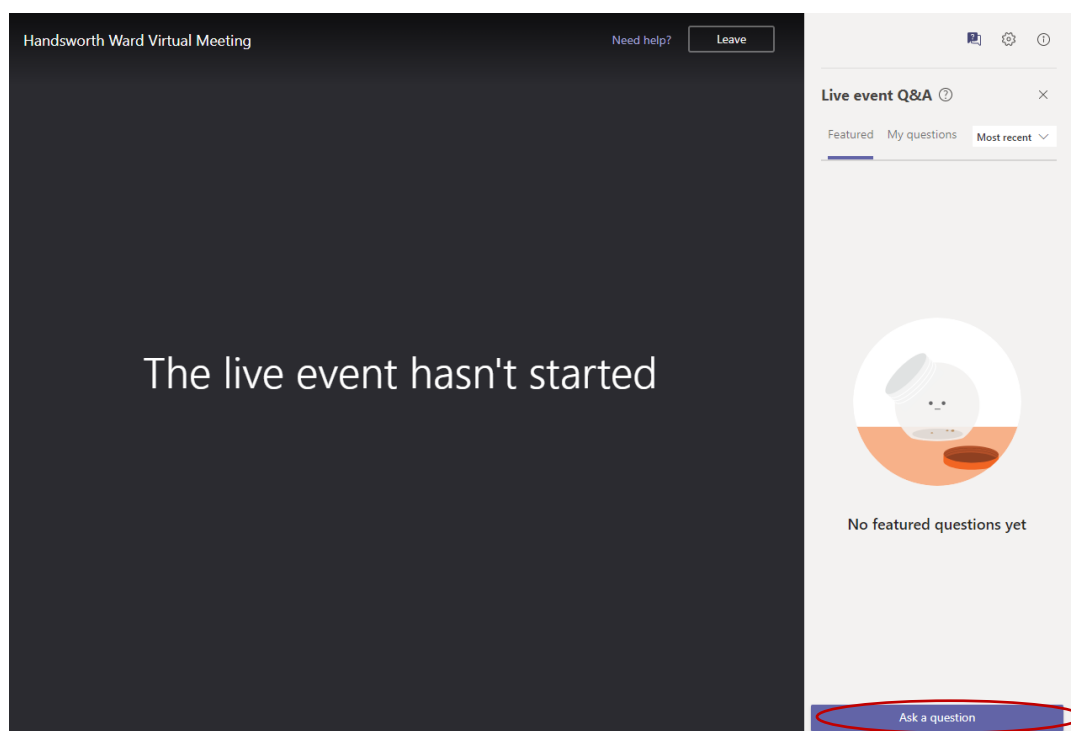 Handsworth Ward Virtual Meeting
Need help? Leave
Live event Q&A
Featured My questions Most recent
The live event hasn't started
No featured questions yet
Ask a question